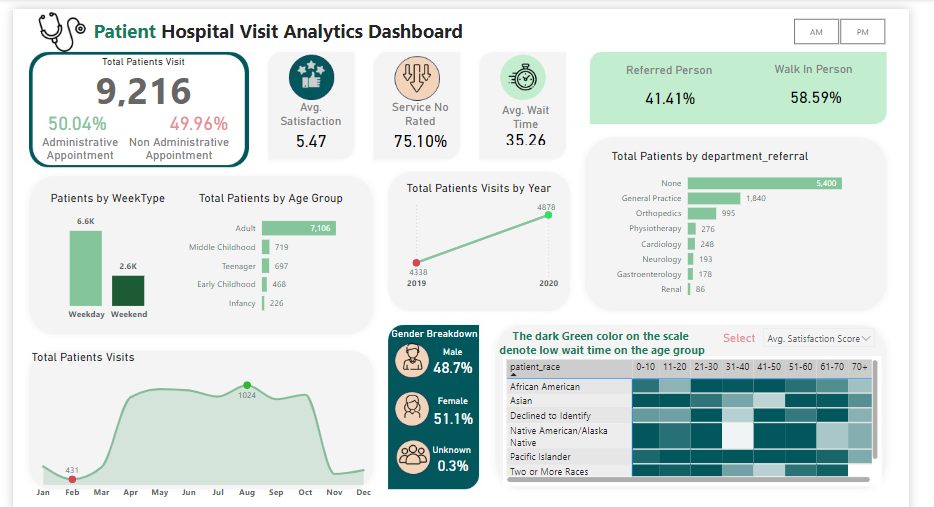 Patient Hospital Visit Analytics Dashboard
AM
PM
Total Patients Visit
9,216
50.04%
49.96%
Administrative
Appointment
Non Administrative
Appointment
Avg.
Satisfaction
5.47
Service No
Rated
75.10%
Avg. Wait
Time
35.26
Referred Person
41.41%
Walk In Person
58.59%
Patients by WeekType
6.6K
2.6K
Weekday
Weekend
Total Patients by Age Group
Adult 7,106
Middle Childhood 719
Teenager 697
Early Childhood 468
Infancy 226
Total Patients Visits by Year
4878
4338
2019
2020
Total Patients by department_referral
None 5,400
General Practice 1,840
Orthopedics 995
Physiotherapy 276
Cardiology 248
Neurology 193
Gastroenterology 178
Renal 86
Total Patients Visits
1024
431
Jan Feb Mar Apr May Jun Jul Aug Sep Oct Nov Dec
Gender Breakdown
Male
48.7%
Female
51.1%
Unknown
0.3%
The dark Green color on the scale
denote low wait time on the age group
Select
Avg. Satisfaction Score
patient_race 0-10 11-20 21-30 31-40 41-50 51-60 61-70 70+
African American
Asian
Declined to Identify
Native American/Alaska
Native
Pacific Islander
Two or More Races